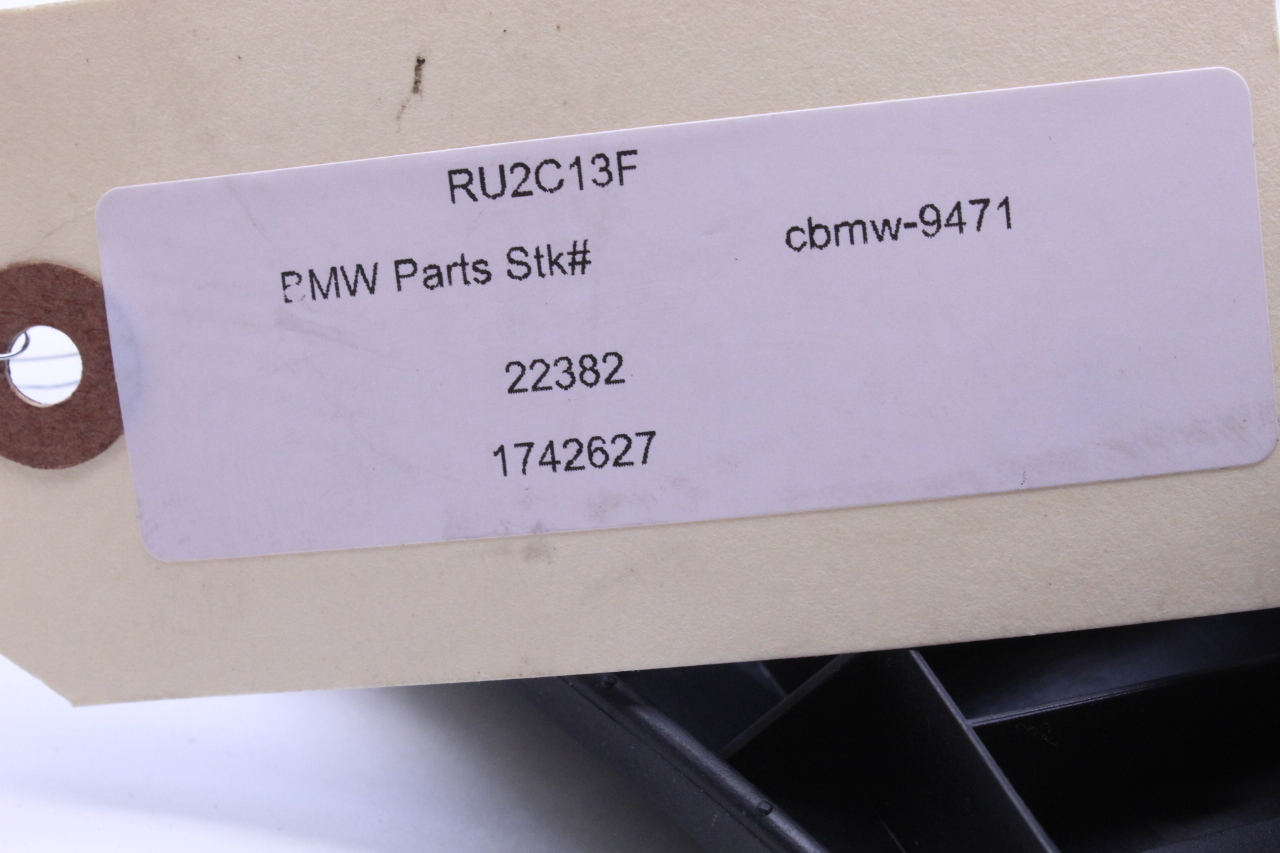 RU2C13F
BMW Parts Stk# cbmw-9471
22382
1742627